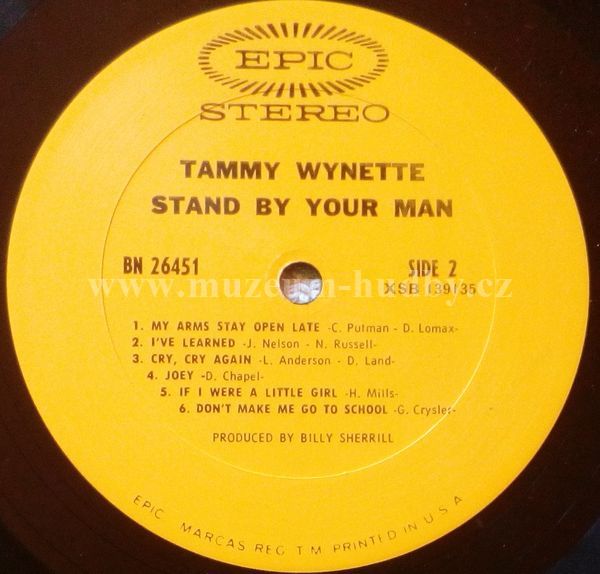 EPIC
STEREO
TAMMY WYNETTE
STAND BY YOUR MAN
BN 26451 SIDE 2
XSB 139135
www.muzeum-hudby.cz
1. MY ARMS STAY OPEN LATE -C. Putman - D. Lomax-
2. I'VE LEARNED -J. Nelson - N. Russell-
3. CRY, CRY AGAIN -L. Anderson - D. Land-
4. JOEY -D. Chapel-
5. IF I WERE A LITTLE GIRL -H. Mills-
6. DON'T MAKE ME GO TO SCHOOL -G. Crysler-
PRODUCED BY BILLY SHERRILL
EPIC. MARCAS REG T M PRINTED IN U.S.A